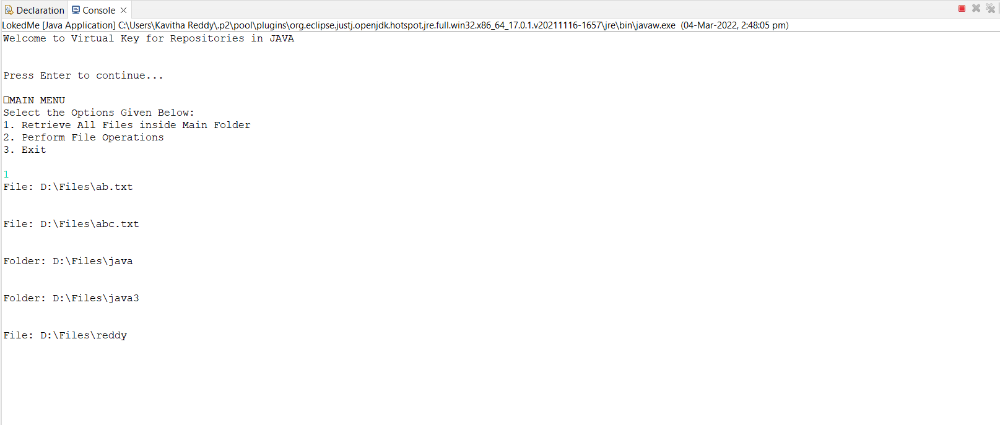 Declaration Console
LokedMe [Java Application] C:\Users\Kavitha Reddy\.p2\pool\plugins\org.eclipse.justj.openjdk.hotspot.jre.full.win32.x86_64_17.0.1.v20211116-1657\jre\bin\javaw.exe (04-Mar-2022, 2:48:05 pm)
Welcome to Virtual Key for Repositories in JAVA
Press Enter to continue...
MAIN MENU
Select the Options Given Below:
1. Retrieve All Files inside Main Folder
2. Perform File Operations
3. Exit
1
File: D:\Files\ab.txt
File: D:\Files\abc.txt
Folder: D:\Files\java
Folder: D:\Files\java3
File: D:\Files\reddy